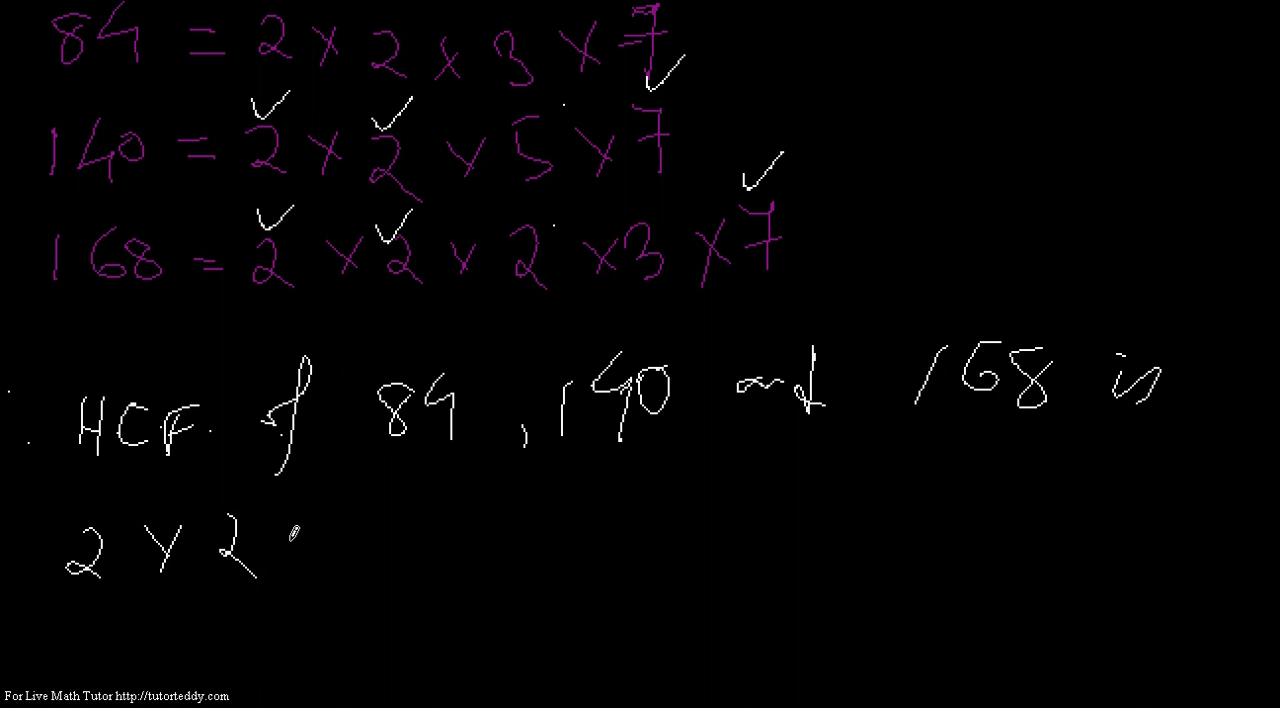 84 = 2 x 2 x 3 x 7
140 = 2 x 2 x 5 x 7
168 = 2 x 2 x 2 x 3 x 7
HCF of 84, 140 and 168 is
2 x 2
For Live Math Tutor http://tutorteddy.com